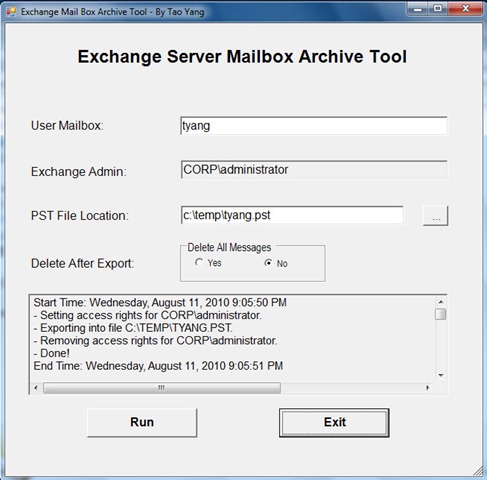 Exchange Mail Box Archive Tool - By Tao Yang
Exchange Server Mailbox Archive Tool
User Mailbox: tyang
Exchange Admin: CORP\administrator
PST File Location: c:\temp\tyang.pst ...
Delete All Messages
Delete After Export: Yes No
Start Time: Wednesday, August 11, 2010 9:05:50 PM
- Setting access rights for CORP\administrator.
- Exporting into file C:\TEMP\TYANG.PST.
- Removing access rights for CORP\administrator.
- Done!
End Time: Wednesday, August 11, 2010 9:05:51 PM
Run Exit